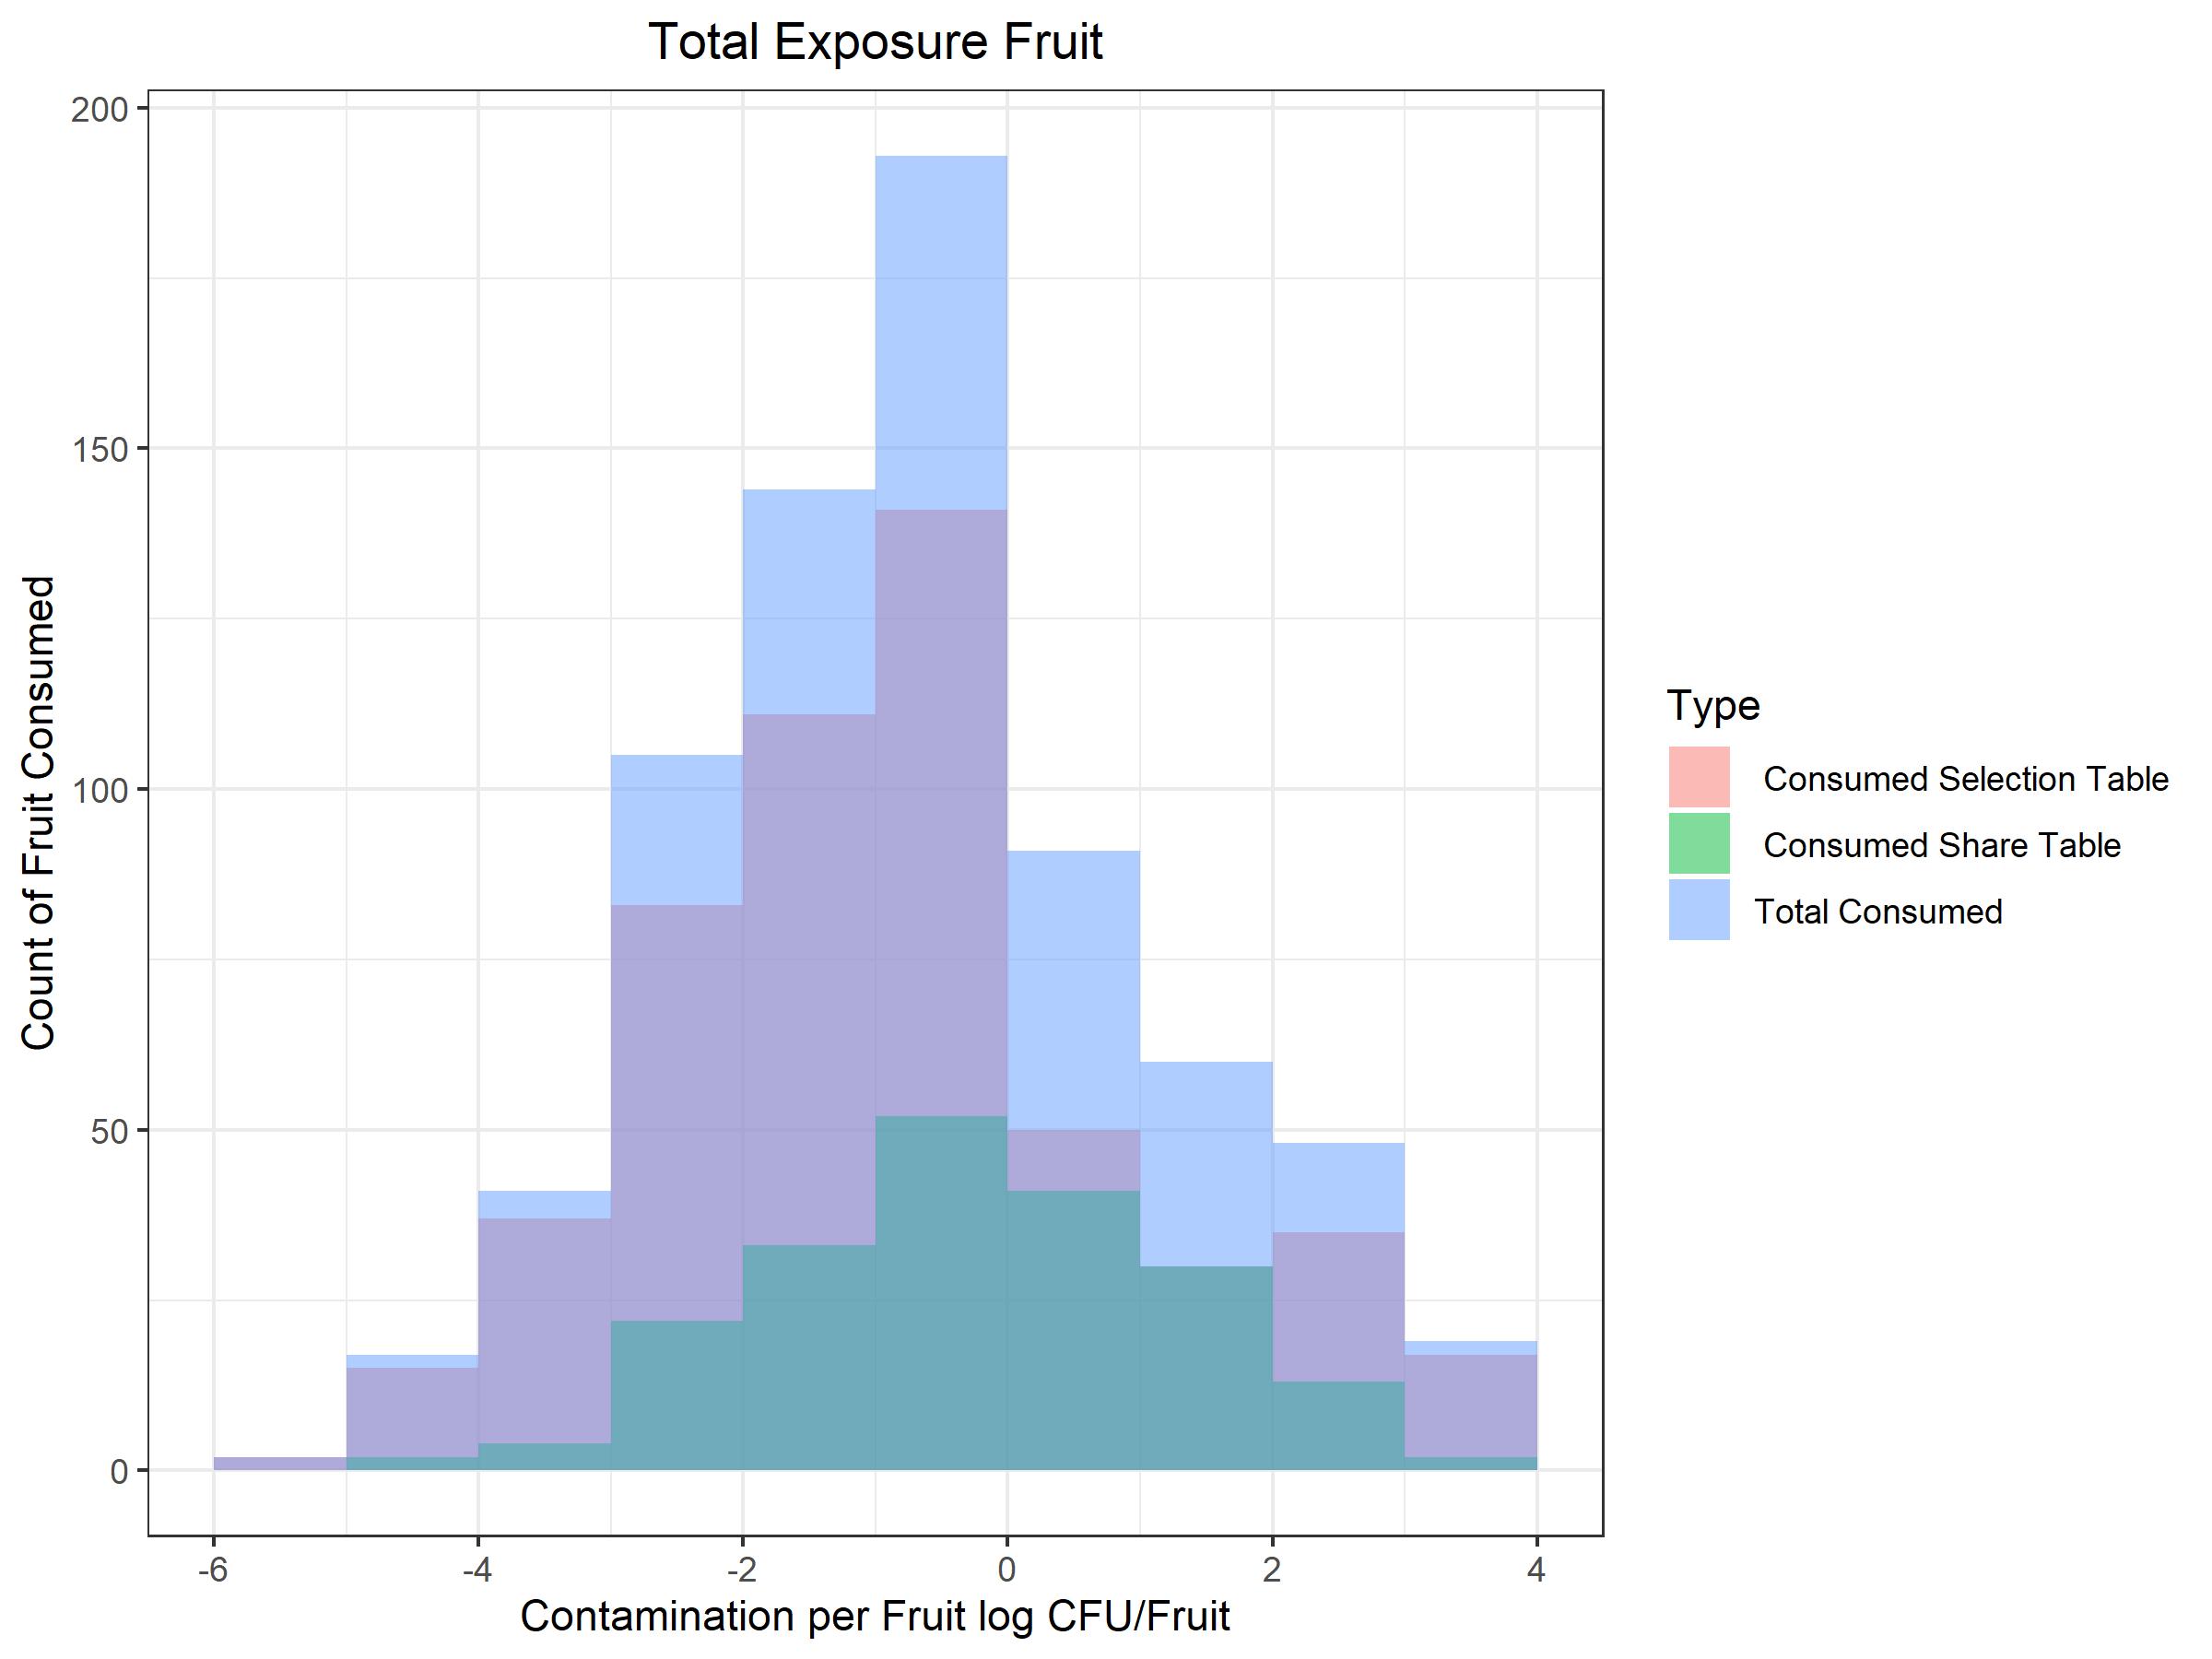 Total Exposure Fruit
200
150
100
50
0
Count of Fruit Consumed
-6 -4 -2 0 2 4
Contamination per Fruit log CFU/Fruit
Type
Consumed Selection Table
Consumed Share Table
Total Consumed